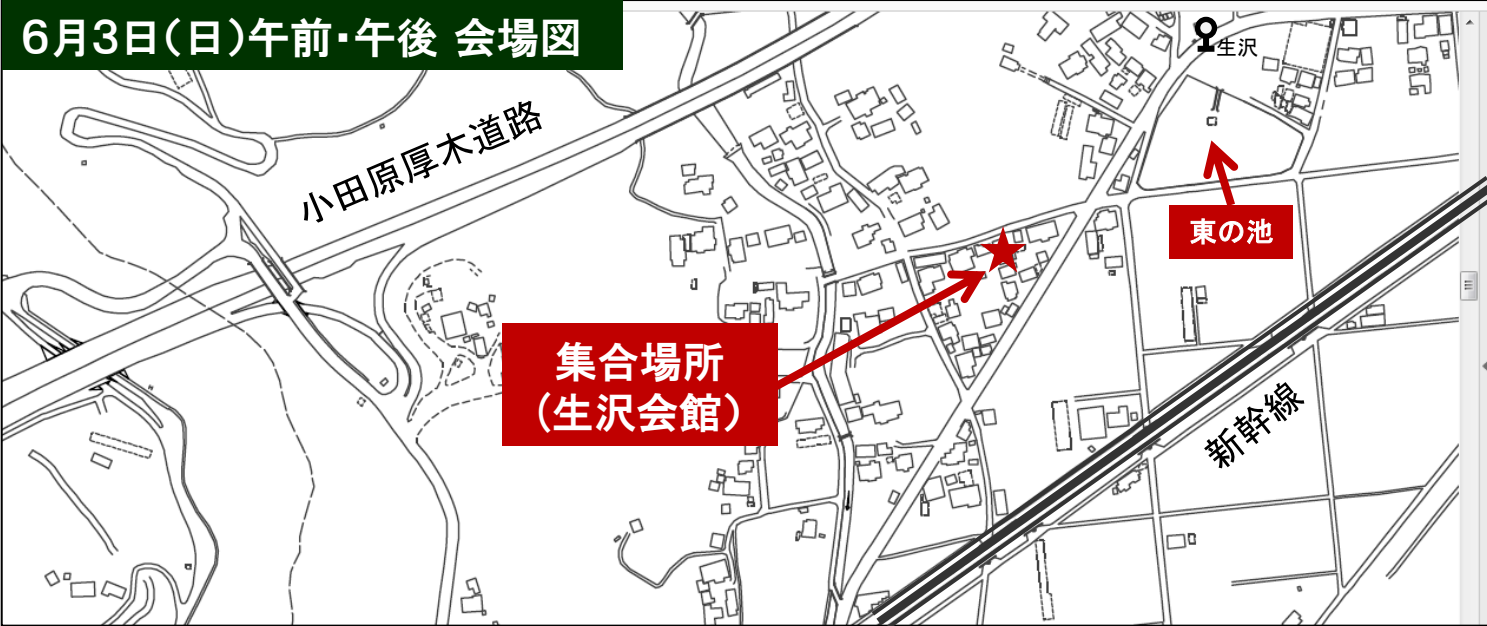 6月3日(日)午前・午後 会場図
生沢
小田原厚木道路
東の池
集合場所
(生沢会館)
新幹線